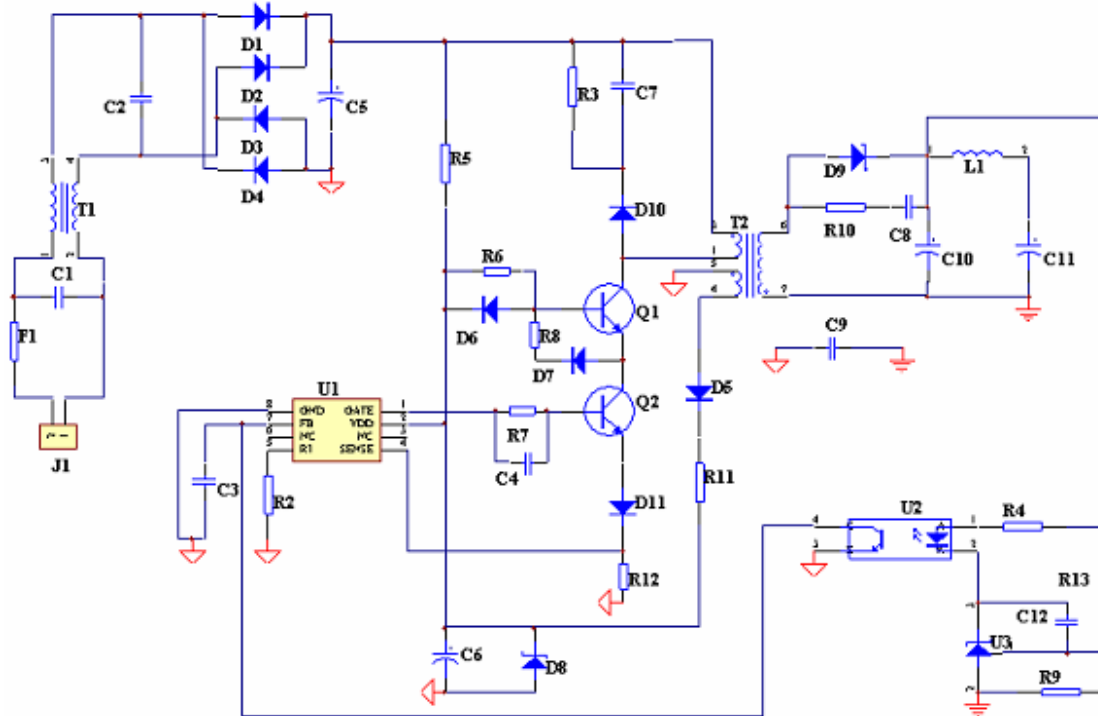 D1
D2
D3
D4
C2
C5
R3
C7
R5
T1
D9
L1
D10
T2
R10
C8
C10
C11
C1
R6
Q1
D6
R8
D7
C9
F1
U1
Q2
D5
GND GATE
FB VDD
NC NC
RI SENSE
R7
C4
J1
C3
R2
D11
R11
U2
R4
R12
R13
C12
U3
C6
D8
R9